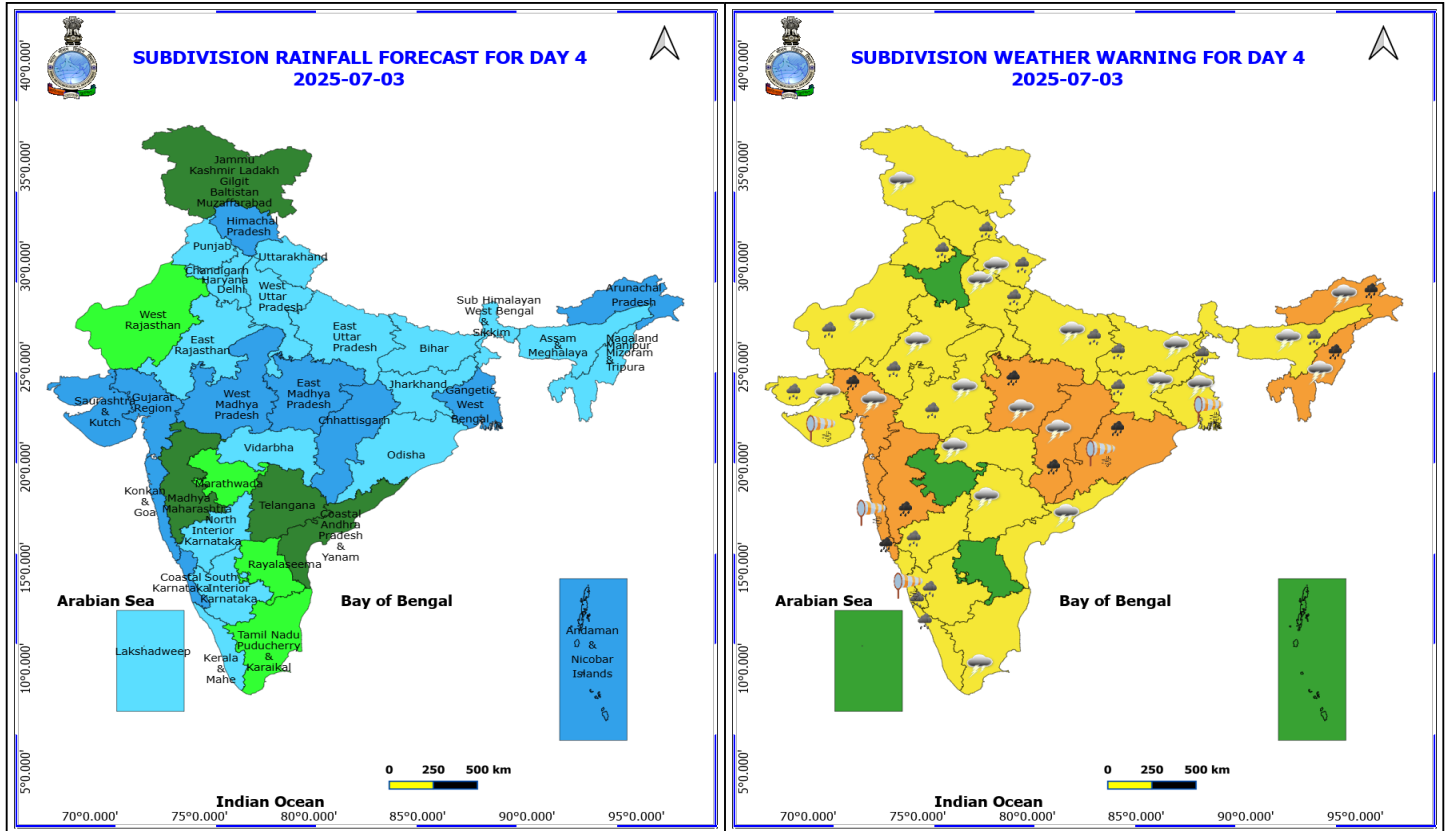 SUBDIVISION RAINFALL FORECAST FOR DAY 4
2025-07-03
40°0.000'
35°0.000'
30°0.000'
25°0.000'
20°0.000'
15°0.000'
10°0.000'
5°0.000'
Jammu
Kashmir Ladakh
Gilgit
Baltistan
Muzaffarabad
Himachal
Pradesh
Punjab
Uttarakhand
Chandigarh
Haryana
Delhi
West
Uttar
Pradesh
West
Rajasthan
East
Rajasthan
East
Uttar
Pradesh
Bihar
Sub Himalayan
West Bengal
&
Sikkim
Arunachal
Pradesh
Assam
&
Meghalaya
Nagaland
Manipur
Mizoram
&
Tripura
Jharkhand
Gangetic
West
Bengal
Saurashtra
&
Kutch
Gujarat
Region
West
Madhya
Pradesh
East
Madhya
Pradesh
Chhattisgarh
Vidarbha
Odisha
Konkan
&
Goa
Madhya
Maharashtra
Marathwada
Telangana
Coastal
Andhra
Pradesh
&
Yanam
North
Interior
Karnataka
Rayalaseema
Coastal
Karnataka
South
Interior
Karnataka
Tamil Nadu
Puducherry
&
Karaikal
Kerala
&
Mahe
Lakshadweep
Andaman
&
Nicobar
Islands
Arabian Sea
Bay of Bengal
0 250 500 km
Indian Ocean
70°0.000' 75°0.000' 80°0.000' 85°0.000' 90°0.000' 95°0.000'
SUBDIVISION WEATHER WARNING FOR DAY 4
2025-07-03
40°0.000'
35°0.000'
30°0.000'
25°0.000'
20°0.000'
15°0.000'
10°0.000'
5°0.000'
Arabian Sea
Bay of Bengal
0 250 500 km
Indian Ocean
70°0.000' 75°0.000' 80°0.000' 85°0.000' 90°0.000' 95°0.000'